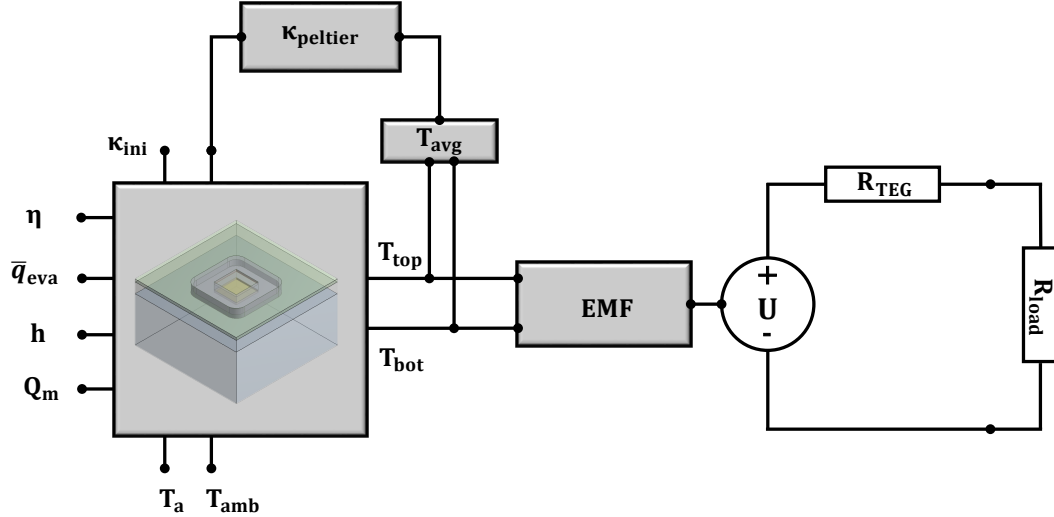 κpeltier
κini
Tavg
η
q̅eva
h
Qm
Ttop
Tbot
EMF
RTEG
+
U
-
Rload
Ta
Tamb